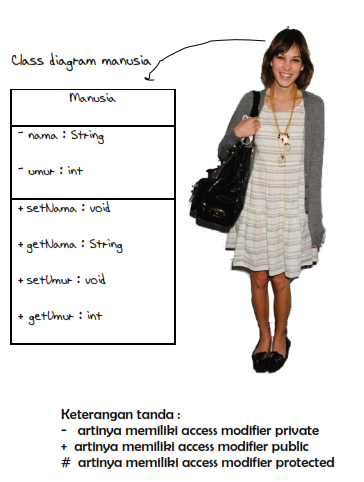 Class diagram manusia
Manusia
- nama : String
- umur : int
+ setNama : void
+ getNama : String
+ setUmur : void
+ getUmur : int
Keterangan tanda :
- artinya memiliki access modifier private
+ artinya memiliki access modifier public
# artinya memiliki access modifier protected